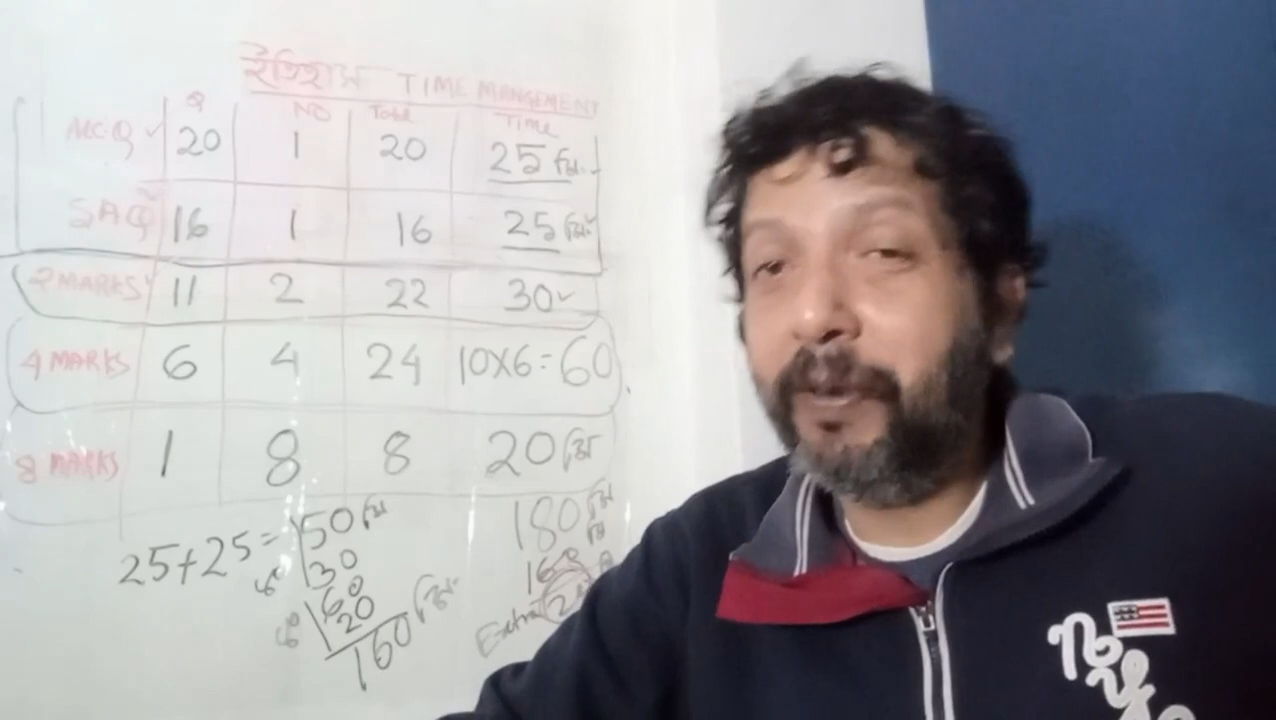 ইতিহাস TIME MANGEMENT
Q NO Total Time
MCQ 20 1 20 25 মিঃ
SAQ 16 1 16 25 মিঃ
2 MARKS 11 2 22 30
4 MARKS 6 4 24 10X6=60
8 MARKS 1 8 8 20 মিঃ
25+25= 50 মিঃ
30
60
20
160 মিঃ
180 মিঃ
Extra